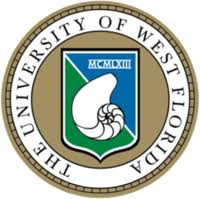 THE UNIVERSITY OF WEST FLORIDA
MCMLXIII